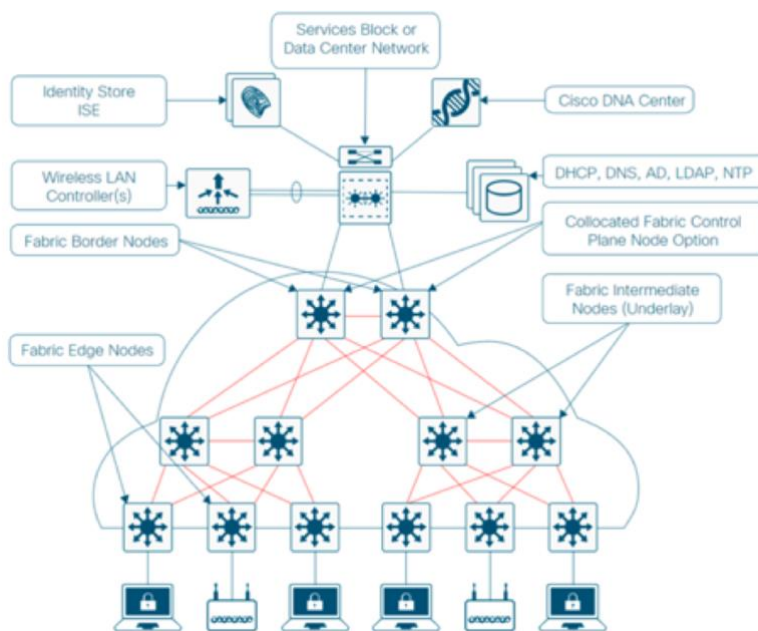 Services Block or
Data Center Network
Identity Store
ISE
Cisco DNA Center
Wireless LAN
Controller(s)
DHCP, DNS, AD, LDAP, NTP
Fabric Border Nodes
Collocated Fabric Control
Plane Node Option
Fabric Intermediate
Nodes (Underlay)
Fabric Edge Nodes